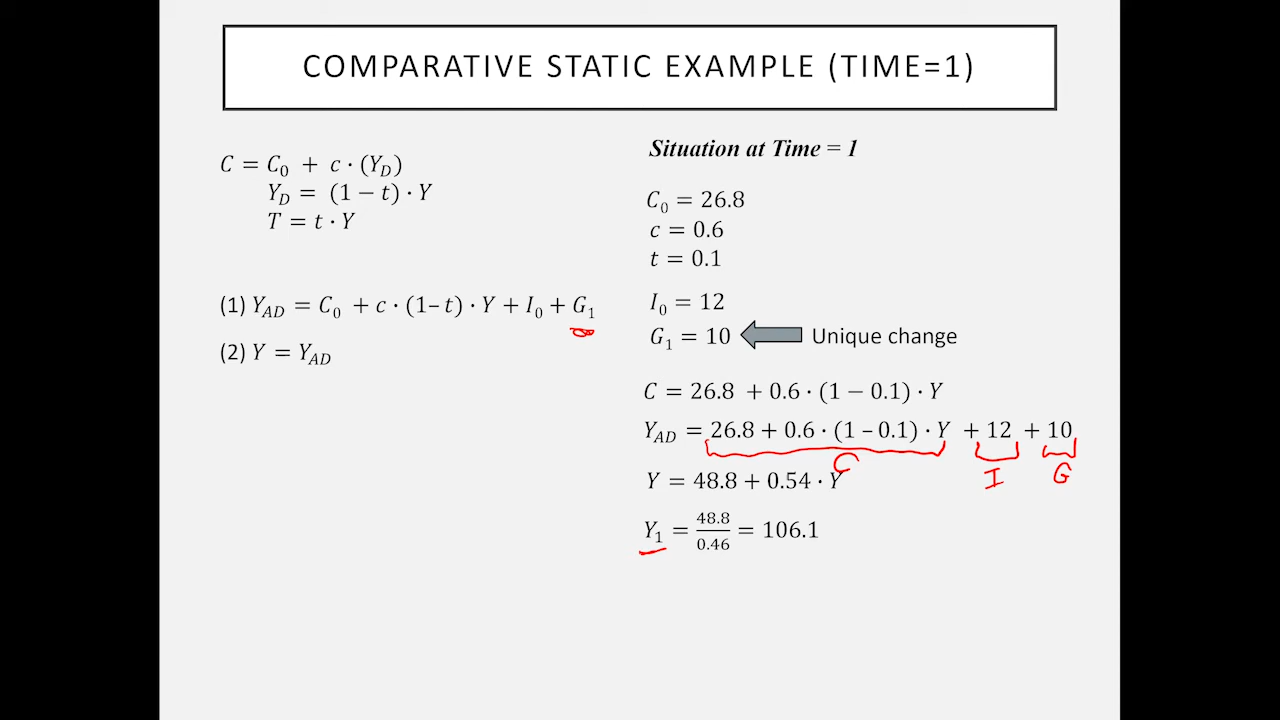 COMPARATIVE STATIC EXAMPLE (TIME=1)
C = C₀ + c · (Y_D)
Y_D = (1 − t) · Y
T = t · Y
(1) Y_AD = C₀ + c · (1– t) · Y + I₀ + G₁
(2) Y = Y_AD
Situation at Time = 1
C₀ = 26.8
c = 0.6
t = 0.1
I₀ = 12
G₁ = 10 Unique change
C = 26.8 + 0.6 · (1 − 0.1) · Y
Y_AD = 26.8 + 0.6 · (1 – 0.1) · Y + 12 + 10
C I G
Y = 48.8 + 0.54 · Y
Y₁ = 48.8/0.46 = 106.1